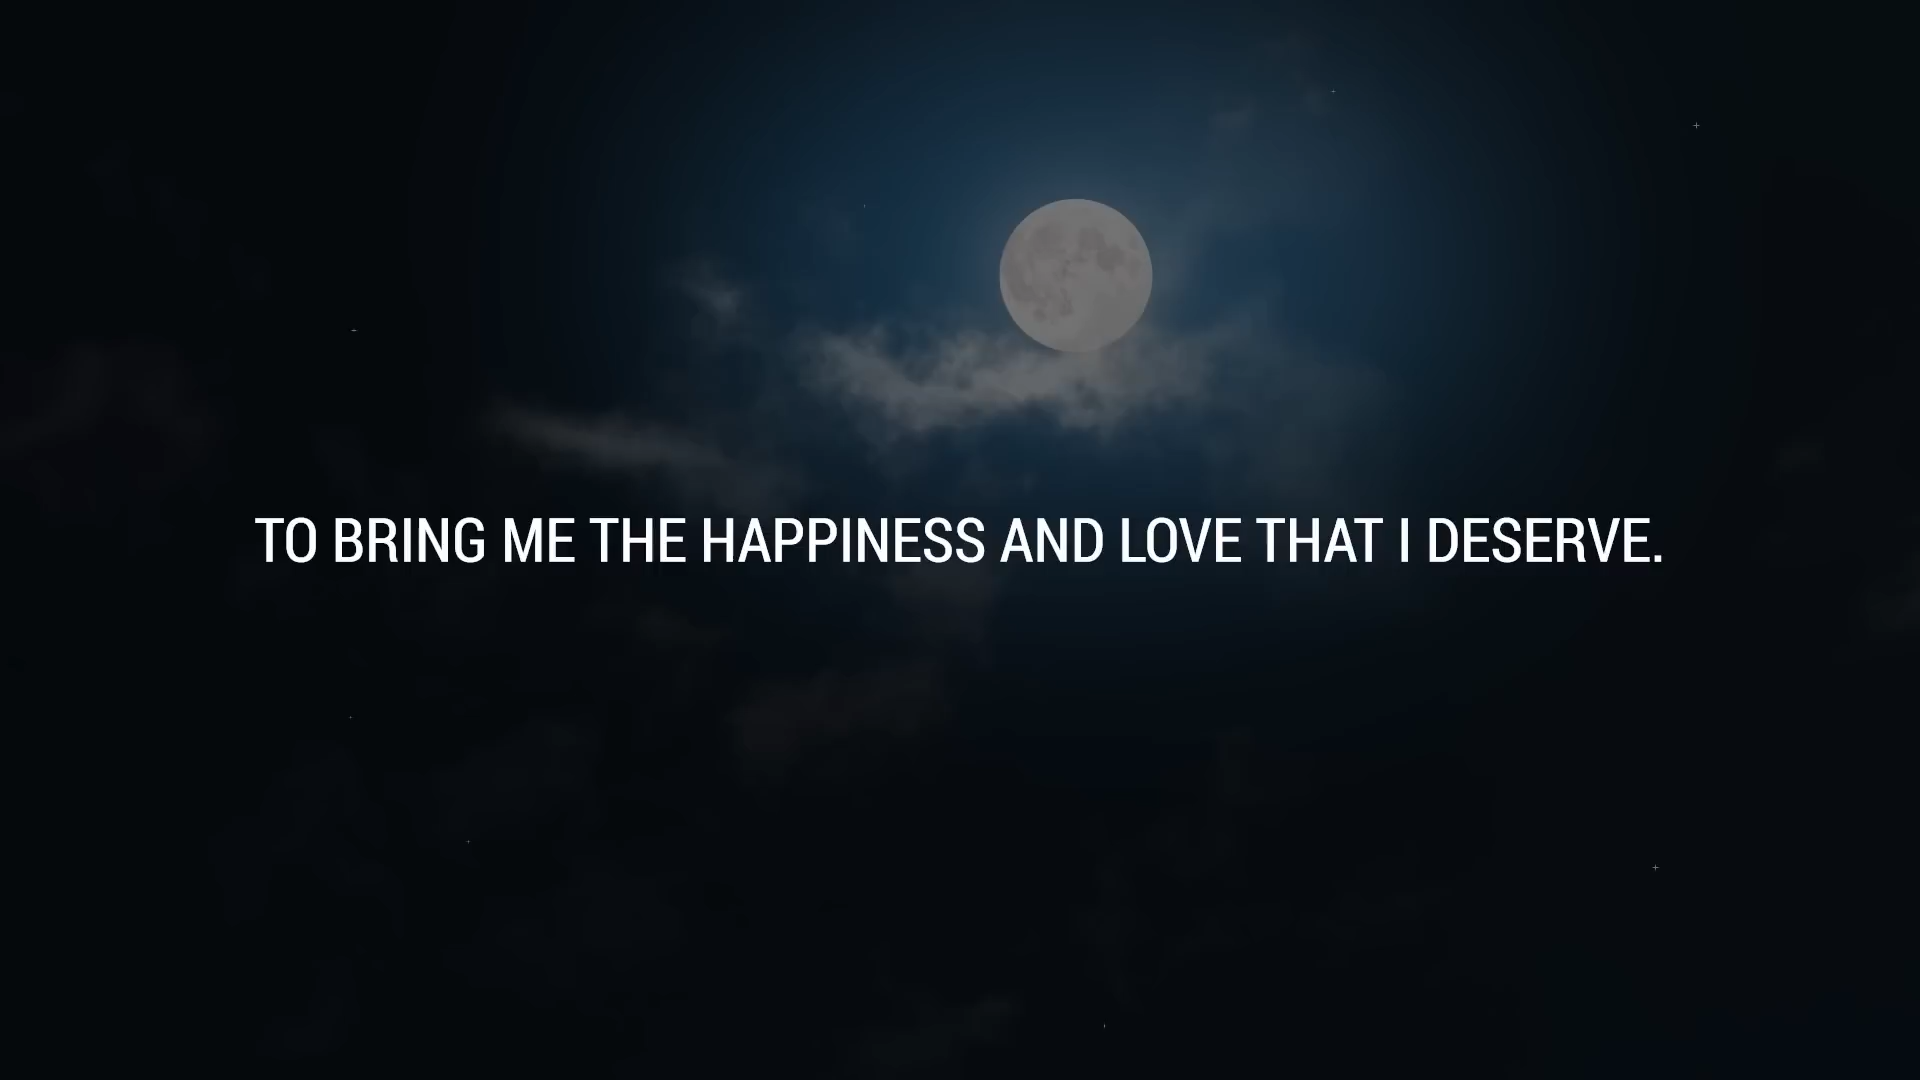 TO BRING ME THE HAPPINESS AND LOVE THAT I DESERVE.